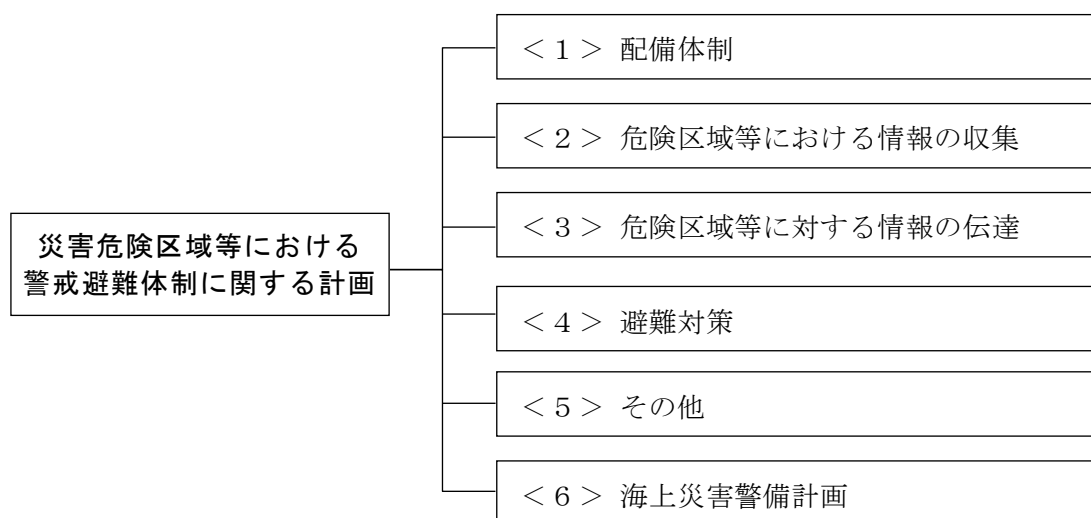 災害危険区域等における
警戒避難体制に関する計画
＜１＞ 配備体制
＜２＞ 危険区域等における情報の収集
＜３＞ 危険区域等に対する情報の伝達
＜４＞ 避難対策
＜５＞ その他
＜６＞ 海上災害警備計画